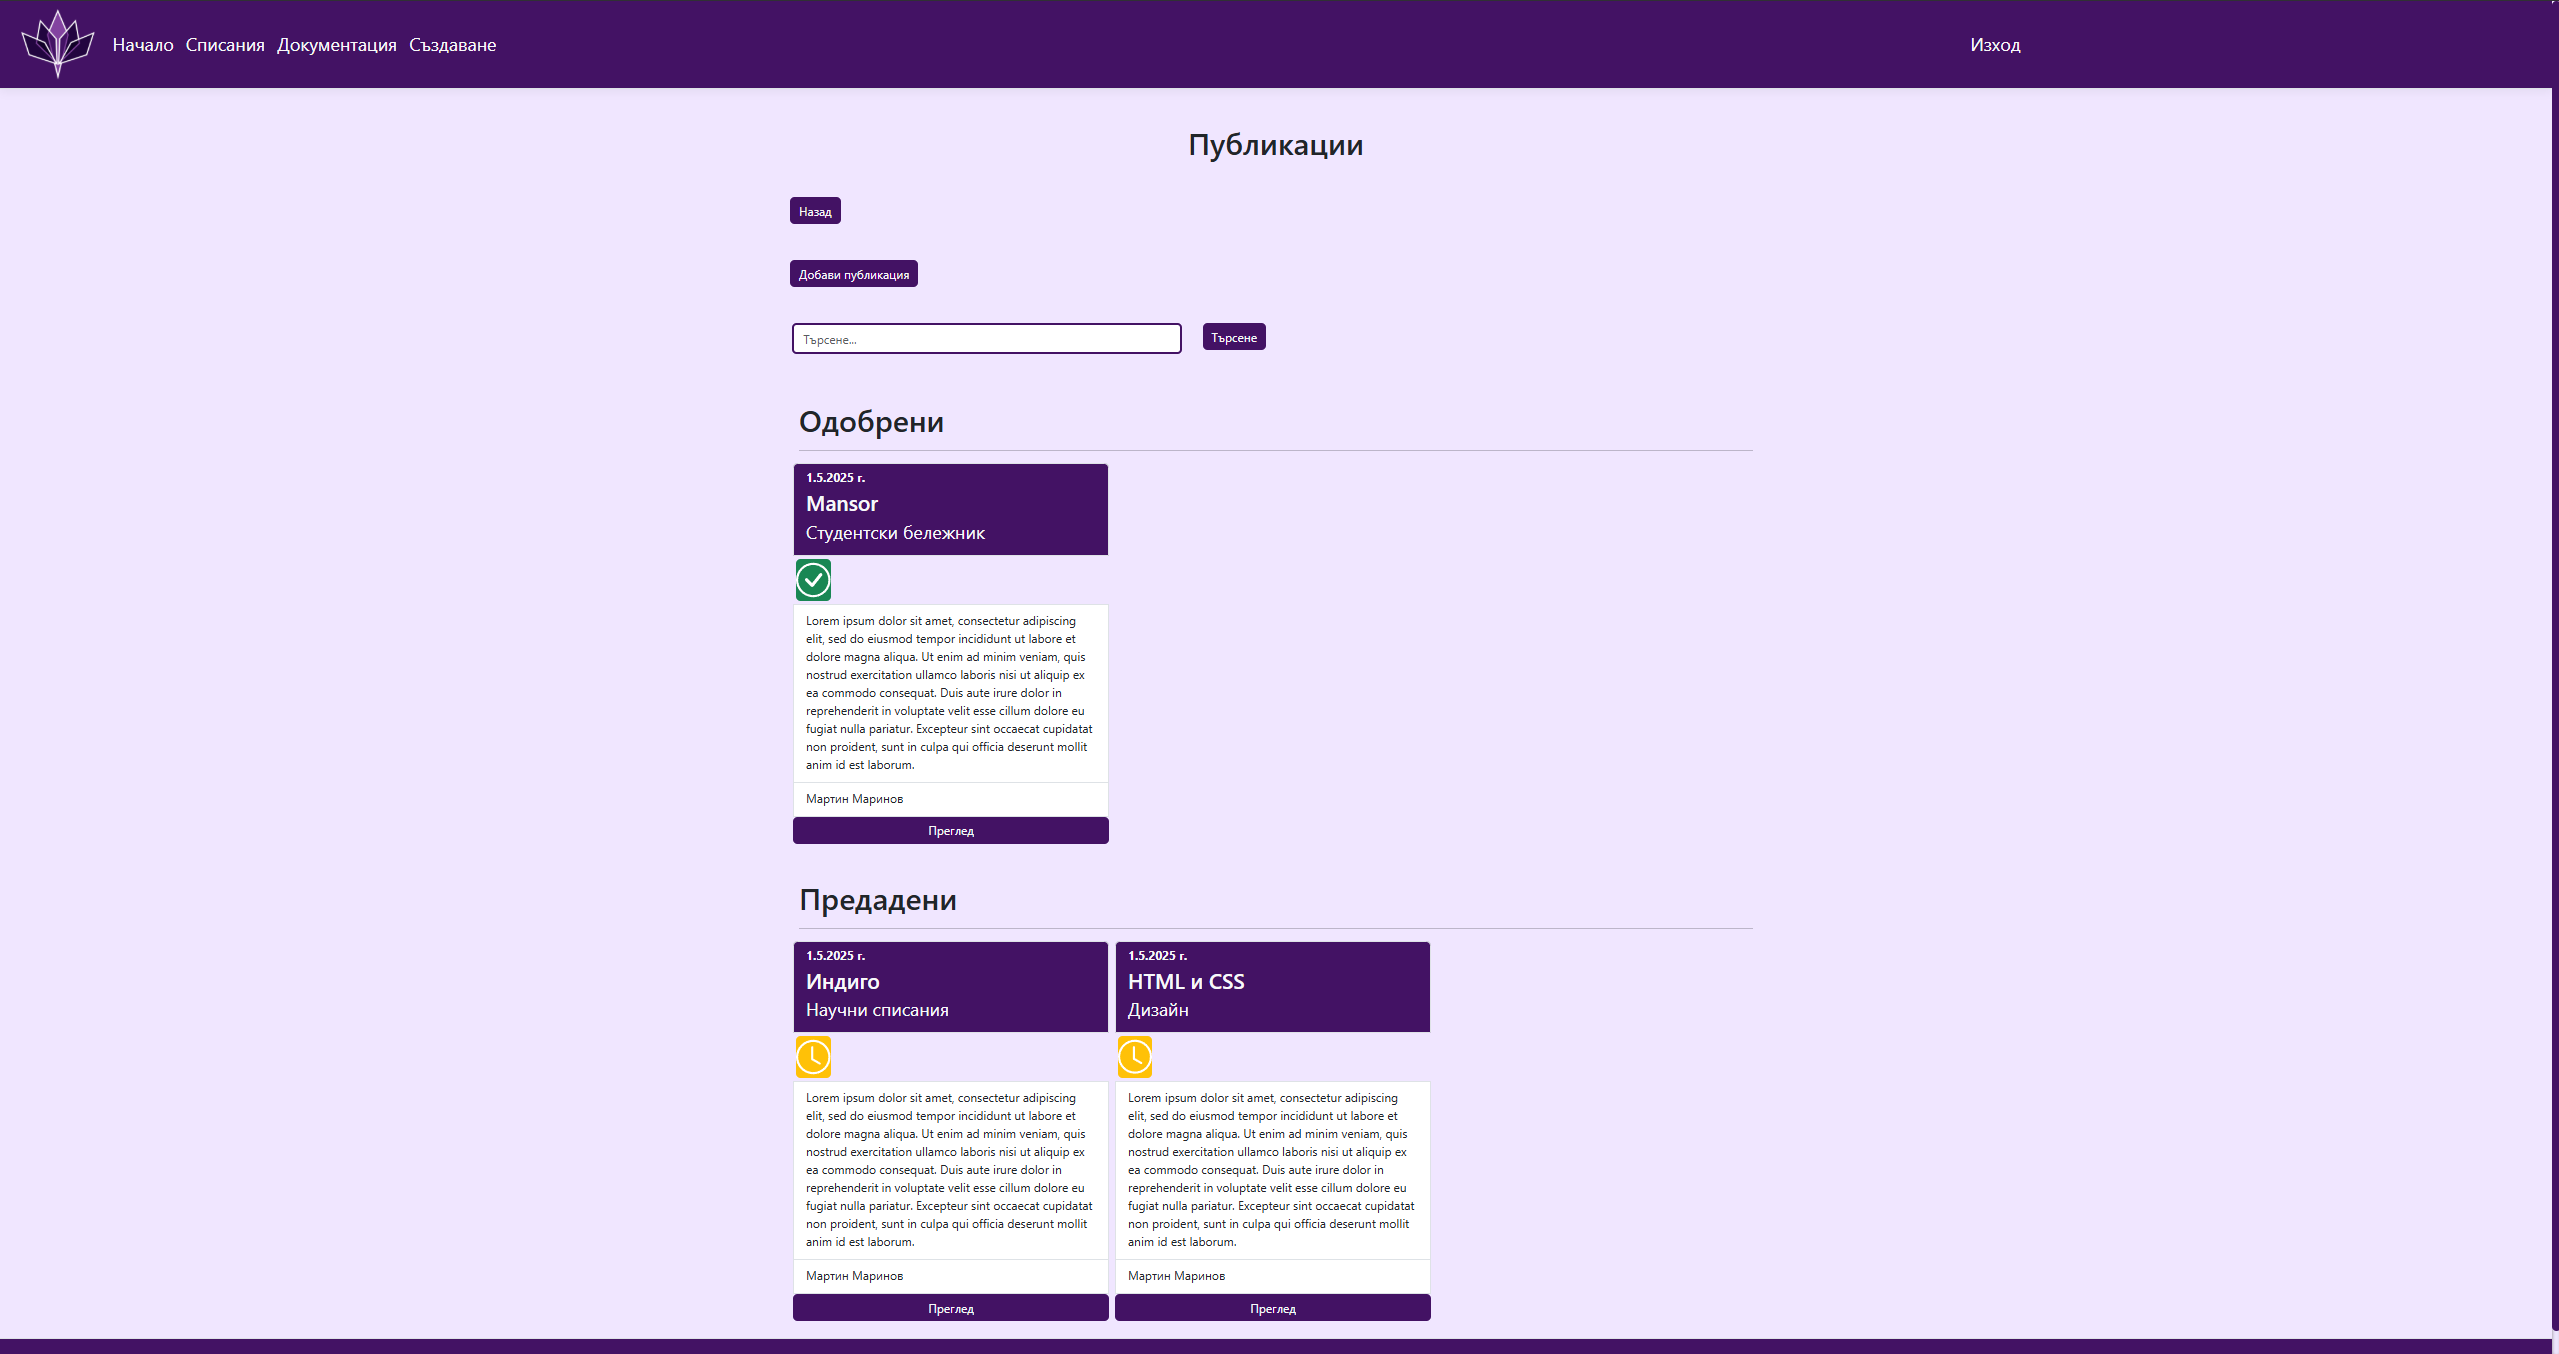 Начало Списания Документация Създаване Изход
Публикации
Назад
Добави публикация
Търсене... Търсене
Одобрени
1.5.2025 г.
Mansor
Студентски бележник
Lorem ipsum dolor sit amet, consectetur adipiscing
elit, sed do eiusmod tempor incididunt ut labore et
dolore magna aliqua. Ut enim ad minim veniam, quis
nostrud exercitation ullamco laboris nisi ut aliquip ex
ea commodo consequat. Duis aute irure dolor in
reprehenderit in voluptate velit esse cillum dolore eu
fugiat nulla pariatur. Excepteur sint occaecat cupidatat
non proident, sunt in culpa qui officia deserunt mollit
anim id est laborum.
Мартин Маринов
Преглед
Предадени
1.5.2025 г.
Индиго
Научни списания
Lorem ipsum dolor sit amet, consectetur adipiscing
elit, sed do eiusmod tempor incididunt ut labore et
dolore magna aliqua. Ut enim ad minim veniam, quis
nostrud exercitation ullamco laboris nisi ut aliquip ex
ea commodo consequat. Duis aute irure dolor in
reprehenderit in voluptate velit esse cillum dolore eu
fugiat nulla pariatur. Excepteur sint occaecat cupidatat
non proident, sunt in culpa qui officia deserunt mollit
anim id est laborum.
Мартин Маринов
Преглед
1.5.2025 г.
HTML и CSS
Дизайн
Lorem ipsum dolor sit amet, consectetur adipiscing
elit, sed do eiusmod tempor incididunt ut labore et
dolore magna aliqua. Ut enim ad minim veniam, quis
nostrud exercitation ullamco laboris nisi ut aliquip ex
ea commodo consequat. Duis aute irure dolor in
reprehenderit in voluptate velit esse cillum dolore eu
fugiat nulla pariatur. Excepteur sint occaecat cupidatat
non proident, sunt in culpa qui officia deserunt mollit
anim id est laborum.
Мартин Маринов
Преглед